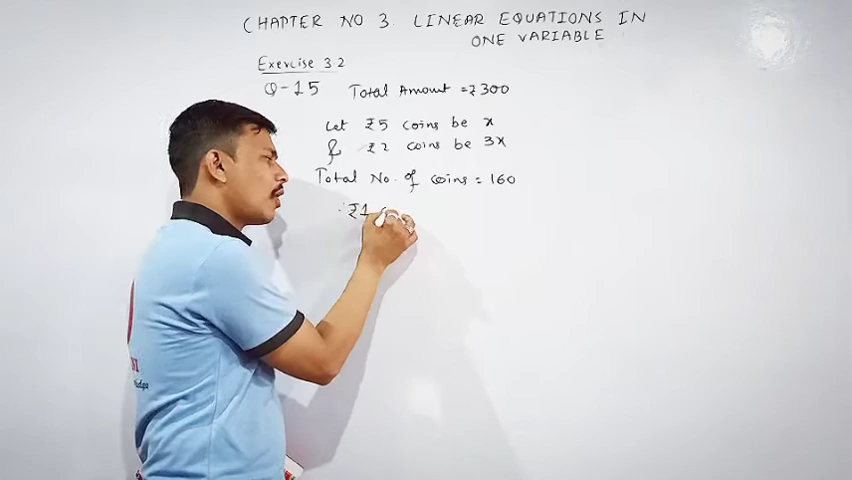 CHAPTER NO 3. LINEAR EQUATIONS IN
ONE VARIABLE
Exercise 3.2
Q-15 Total Amount = ₹300
Let ₹5 coins be x
& ₹2 coins be 3x
Total No. of coins = 160
∴ ₹1